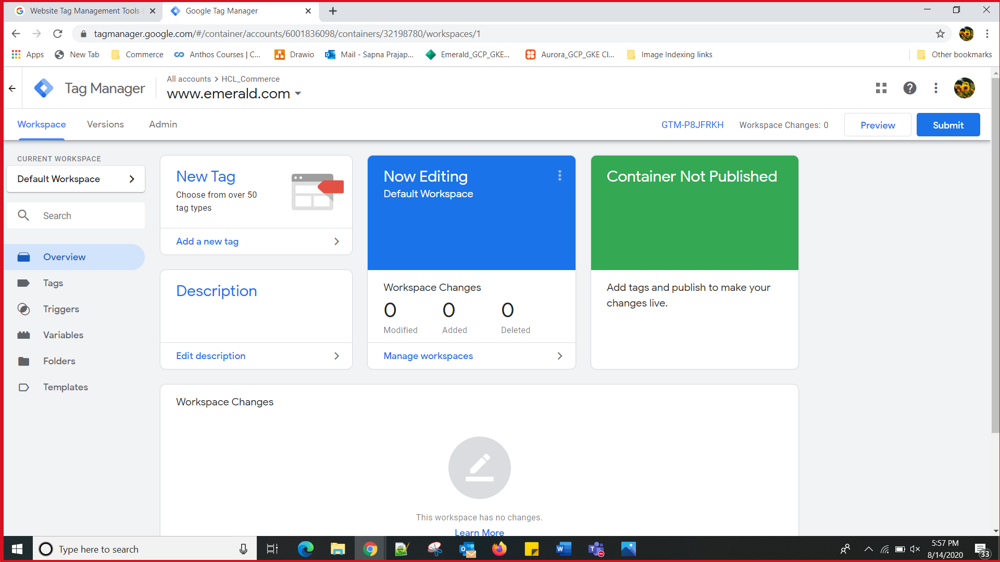 Website Tag Management Tools
Google Tag Manager
tagmanager.google.com/#/container/accounts/6001836098/containers/32198780/workspaces/1
Apps
New Tab
Commerce
Anthos Courses | C...
Drawio
Mail - Sapna Prajap...
Emerald_GCP_GKE...
Aurora_GCP_GKE Cl...
Image Indexing links
Other bookmarks
Tag Manager
All accounts > HCL_Commerce
www.emerald.com
Workspace
Versions
Admin
GTM-P8JFRKH
Workspace Changes: 0
Preview
Submit
CURRENT WORKSPACE
Default Workspace
Search
Overview
Tags
Triggers
Variables
Folders
Templates
New Tag
Choose from over 50
tag types
Add a new tag
Description
Edit description
Now Editing
Default Workspace
Workspace Changes
0 0 0
Modified Added Deleted
Manage workspaces
Container Not Published
Add tags and publish to make your
changes live.
Workspace Changes
This workspace has no changes.
Learn More
Type here to search
5:57 PM
8/14/2020
33